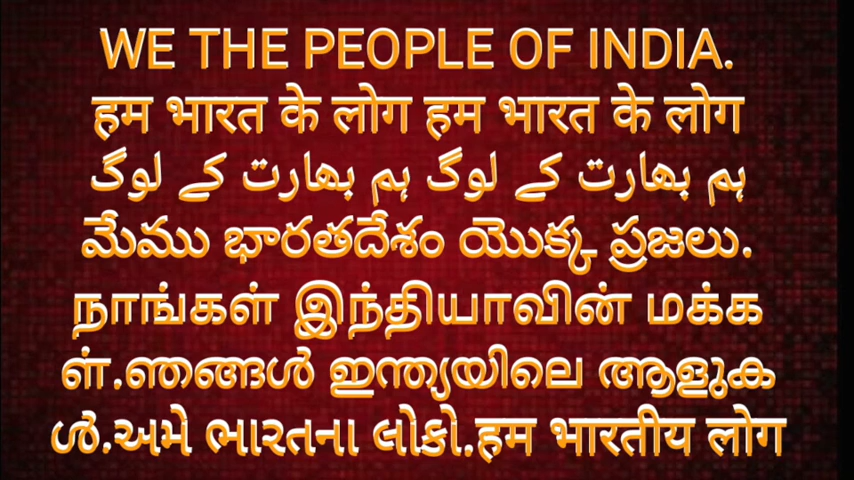 WE THE PEOPLE OF INDIA.
हम भारत के लोग हम भारत के लोग
ہم بھارت کے لوگ ہم بھارت کے لوگ
మేము భారతదేశం యొక్క ప్రజలు.
நாங்கள் இந்தியாவின் மக்க
ள்.ഞങ്ങൾ ഇന്ത്യയിലെ ആളുക
ൾ.અમે ભારતના લોકો.हम भारतीय लोग